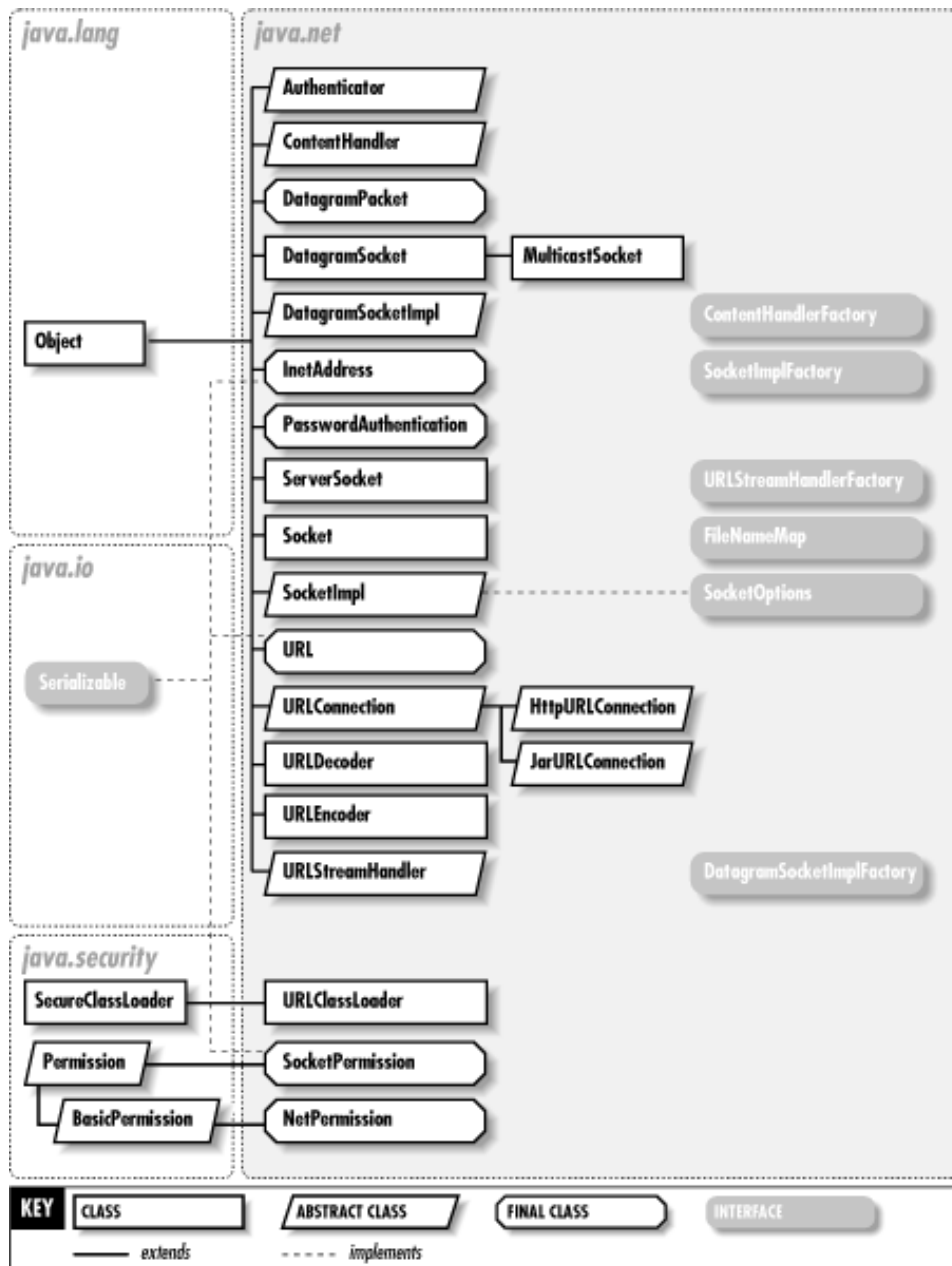 java.lang
java.net
Authenticator
ContentHandler
DatagramPacket
DatagramSocket
MulticastSocket
DatagramSocketImpl
ContentHandlerFactory
Object
InetAddress
SocketImplFactory
PasswordAuthentication
ServerSocket
URLStreamHandlerFactory
Socket
FileNameMap
java.io
SocketImpl
SocketOptions
URL
Serializable
URLConnection
HttpURLConnection
URLDecoder
JarURLConnection
URLEncoder
URLStreamHandler
DatagramSocketImplFactory
java.security
SecureClassLoader
URLClassLoader
Permission
SocketPermission
BasicPermission
NetPermission
KEY
CLASS
ABSTRACT CLASS
FINAL CLASS
INTERFACE
extends
implements